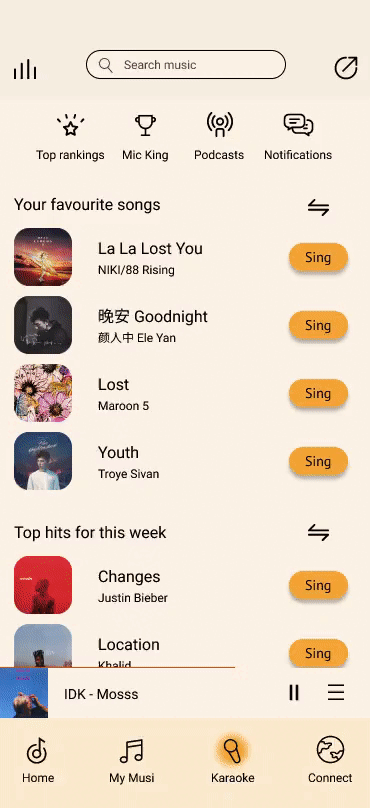 Search music
Top rankings
Mic King
Podcasts
Notifications
Your favourite songs
La La Lost You
NIKI/88 Rising
Sing
晚安 Goodnight
颜人中 Ele Yan
Sing
Lost
Maroon 5
Sing
Youth
Troye Sivan
Sing
Top hits for this week
Changes
Justin Bieber
Sing
Location
Khalid
Sing
IDK - Mosss
Home
My Musi
Karaoke
Connect